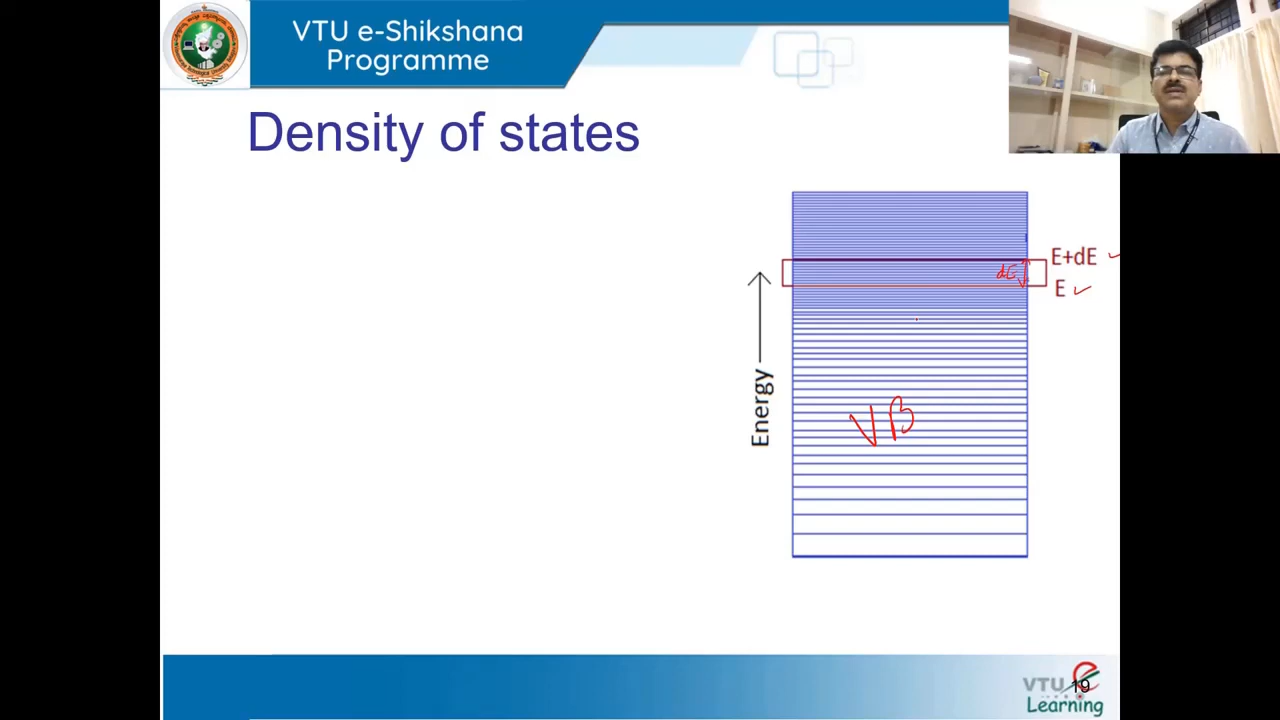 VTU e-Shikshana
Programme
Density of states
E+dE
dE
E
Energy
VB
VTU e
19
Learning